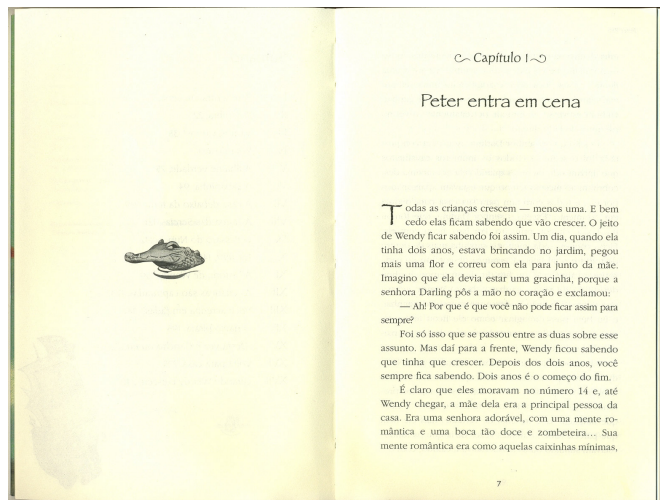 Capítulo 1
Peter entra em cena
Todas as crianças crescem — menos uma. E bem
cedo elas ficam sabendo que vão crescer. O jeito
de Wendy ficar sabendo foi assim. Um dia, quando ela
tinha dois anos, estava brincando no jardim, pegou
mais uma flor e correu com ela para junto da mãe.
Imagino que ela devia estar uma gracinha, porque a
senhora Darling pôs a mão no coração e exclamou:
— Ah! Por que é que você não pode ficar assim para
sempre?
Foi só isso que se passou entre as duas sobre esse
assunto. Mas daí para a frente, Wendy ficou sabendo
que tinha que crescer. Depois dos dois anos, você
sempre fica sabendo. Dois anos é o começo do fim.
É claro que eles moravam no número 14 e, até
Wendy chegar, a mãe dela era a principal pessoa da
casa. Era uma senhora adorável, com uma mente ro-
mântica e uma boca tão doce e zombeteira... Sua
mente romântica era como aquelas caixinhas mínimas,
7